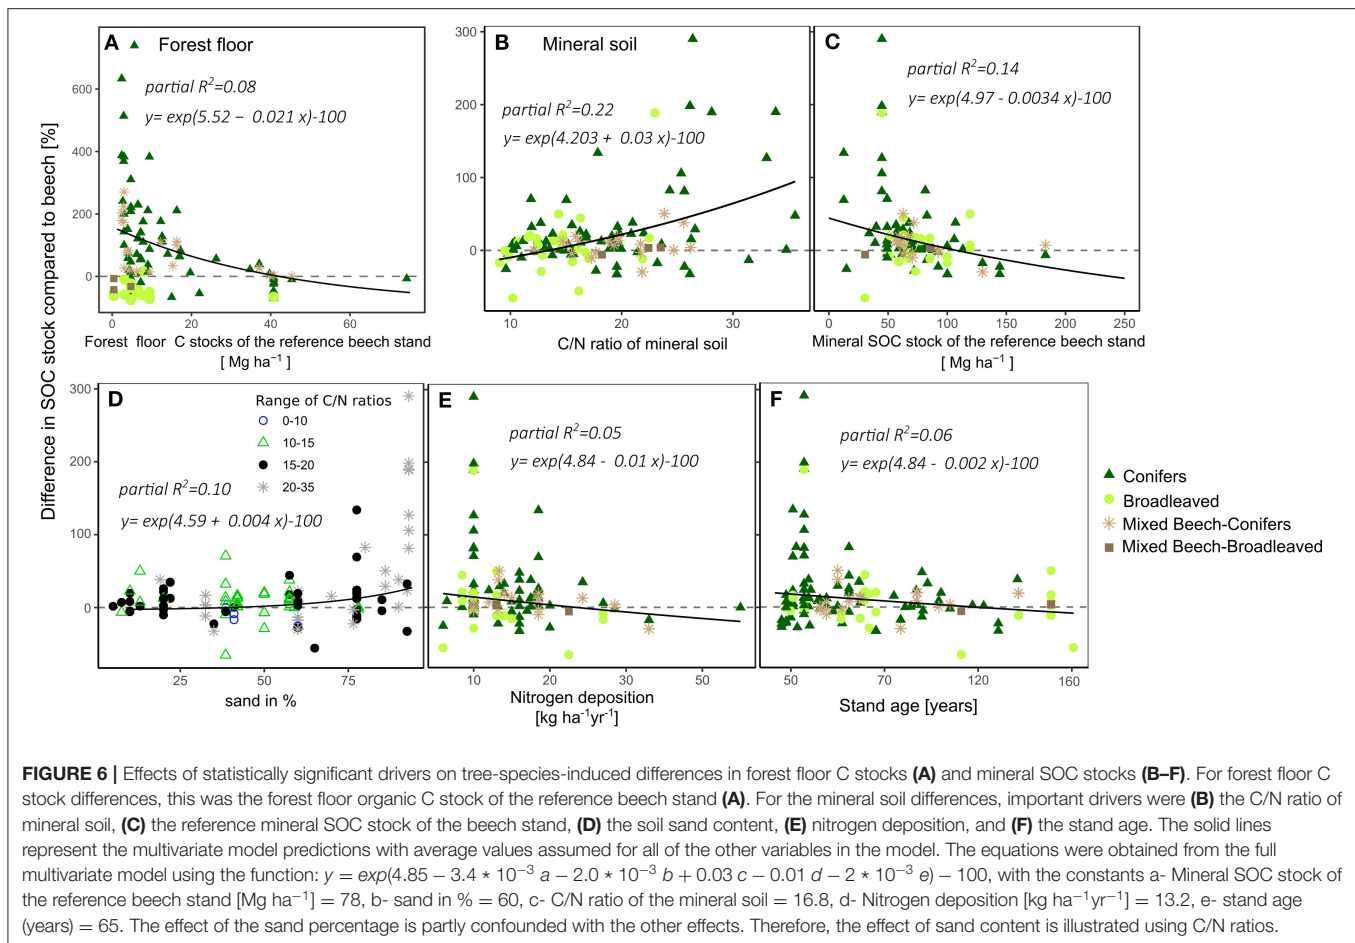 Difference in SOC stock compared to beech [%]
A
Forest floor
partial R²=0.08
y= exp(5.52 − 0.021 x)-100
600
400
200
0
0 20 40 60
Forest floor C stocks of the reference beech stand
[ Mg ha⁻¹ ]
B
Mineral soil
partial R²=0.22
y= exp(4.203 + 0.03 x)-100
300
200
100
0
10 20 30
C/N ratio of mineral soil
C
partial R²=0.14
y= exp(4.97 - 0.0034 x)-100
0 50 100 150 200 250
Mineral SOC stock of the reference beech stand
[ Mg ha⁻¹ ]
D
Range of C/N ratios
0-10
10-15
15-20
20-35
partial R²=0.10
y= exp(4.59 + 0.004 x)-100
300
200
100
0
25 50 75
sand in %
E
partial R²=0.05
y= exp(4.84 - 0.01 x)-100
10 20 30 50
Nitrogen deposition
[kg ha⁻¹yr⁻¹]
F
partial R²=0.06
y= exp(4.84 - 0.002 x)-100
50 70 120 160
Stand age [years]
Conifers
Broadleaved
Mixed Beech-Conifers
Mixed Beech-Broadleaved
FIGURE 6 | Effects of statistically significant drivers on tree-species-induced differences in forest floor C stocks (A) and mineral SOC stocks (B–F). For forest floor C
stock differences, this was the forest floor organic C stock of the reference beech stand (A). For the mineral soil differences, important drivers were (B) the C/N ratio of
mineral soil, (C) the reference mineral SOC stock of the beech stand, (D) the soil sand content, (E) nitrogen deposition, and (F) the stand age. The solid lines
represent the multivariate model predictions with average values assumed for all of the other variables in the model. The equations were obtained from the full
multivariate model using the function: y = exp(4.85 − 3.4 * 10⁻³ a − 2.0 * 10⁻³ b + 0.03 c − 0.01 d − 2 * 10⁻³ e) − 100, with the constants a- Mineral SOC stock of
the reference beech stand [Mg ha⁻¹] = 78, b- sand in % = 60, c- C/N ratio of the mineral soil = 16.8, d- Nitrogen deposition [kg ha⁻¹yr⁻¹] = 13.2, e- stand age
(years) = 65. The effect of the sand percentage is partly confounded with the other effects. Therefore, the effect of sand content is illustrated using C/N ratios.